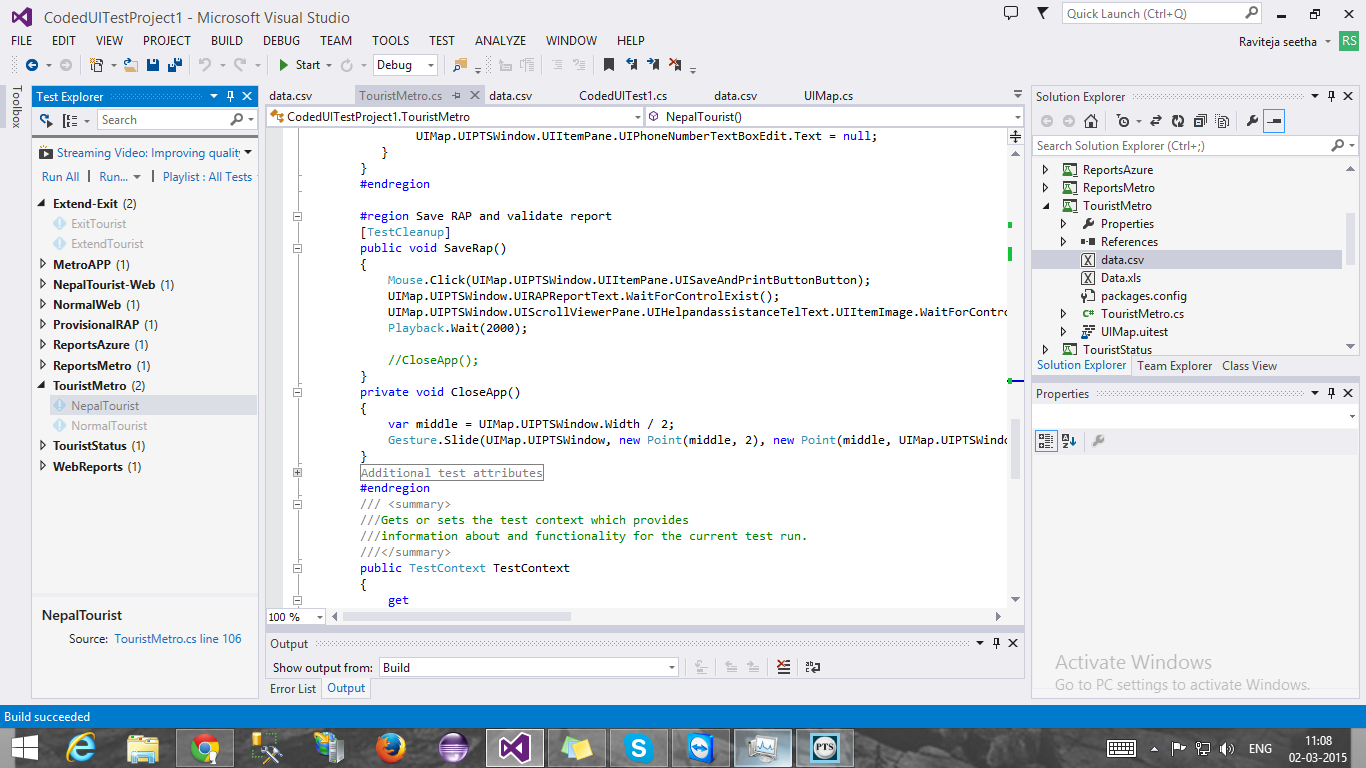 CodedUITestProject1 - Microsoft Visual Studio
Quick Launch (Ctrl+Q)
FILE EDIT VIEW PROJECT BUILD DEBUG TEAM TOOLS TEST ANALYZE WINDOW HELP
Raviteja seetha RS
Start Debug
Toolbox
Test Explorer
Search
Streaming Video: Improving qualit
Run All | Run... | Playlist : All Tests
Extend-Exit (2)
ExitTourist
ExtendTourist
MetroAPP (1)
NepalTourist-Web (1)
NormalWeb (1)
ProvisionalRAP (1)
ReportsAzure (1)
ReportsMetro (1)
TouristMetro (2)
NepalTourist
NormalTourist
TouristStatus (1)
WebReports (1)
NepalTourist
Source: TouristMetro.cs line 106
data.csv TouristMetro.cs data.csv CodedUITest1.cs data.csv UIMap.cs
CodedUITestProject1.TouristMetro NepalTourist()
UIMap.UIPTSWindow.UIItemPane.UIPhoneNumberTextBoxEdit.Text = null;
}
}
#endregion
#region Save RAP and validate report
[TestCleanup]
public void SaveRap()
{
Mouse.Click(UIMap.UIPTSWindow.UIItemPane.UISaveAndPrintButtonButton);
UIMap.UIPTSWindow.UIRAPReportText.WaitForControlExist();
UIMap.UIPTSWindow.UIScrollViewerPane.UIHelpandassistanceTelText.UIItemImage.WaitForContro
Playback.Wait(2000);
//CloseApp();
}
private void CloseApp()
{
var middle = UIMap.UIPTSWindow.Width / 2;
Gesture.Slide(UIMap.UIPTSWindow, new Point(middle, 2), new Point(middle, UIMap.UIPTSWindo
}
Additional test attributes
#endregion
/// <summary>
///Gets or sets the test context which provides
///information about and functionality for the current test run.
///</summary>
public TestContext TestContext
{
get
100 %
Output
Show output from: Build
Error List Output
Solution Explorer
Search Solution Explorer (Ctrl+;)
ReportsAzure
ReportsMetro
TouristMetro
Properties
References
data.csv
Data.xls
packages.config
C# TouristMetro.cs
UIMap.uitest
TouristStatus
Solution Explorer Team Explorer Class View
Properties
Activate Windows
Go to PC settings to activate Windows.
Build succeeded
PTS
ENG
11:08
02-03-2015